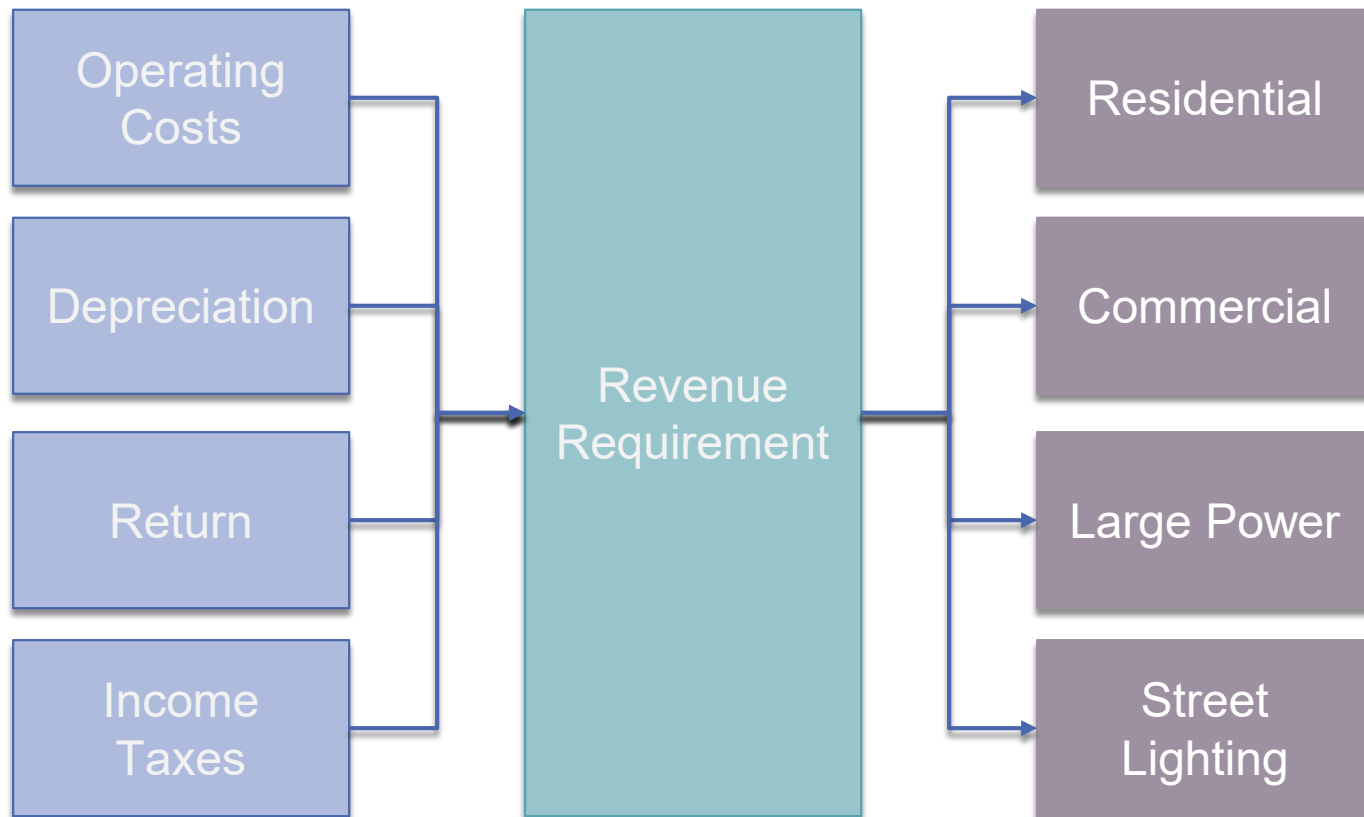 Operating
Costs
Depreciation
Return
Income
Taxes
Revenue
Requirement
Residential
Commercial
Large Power
Street
Lighting